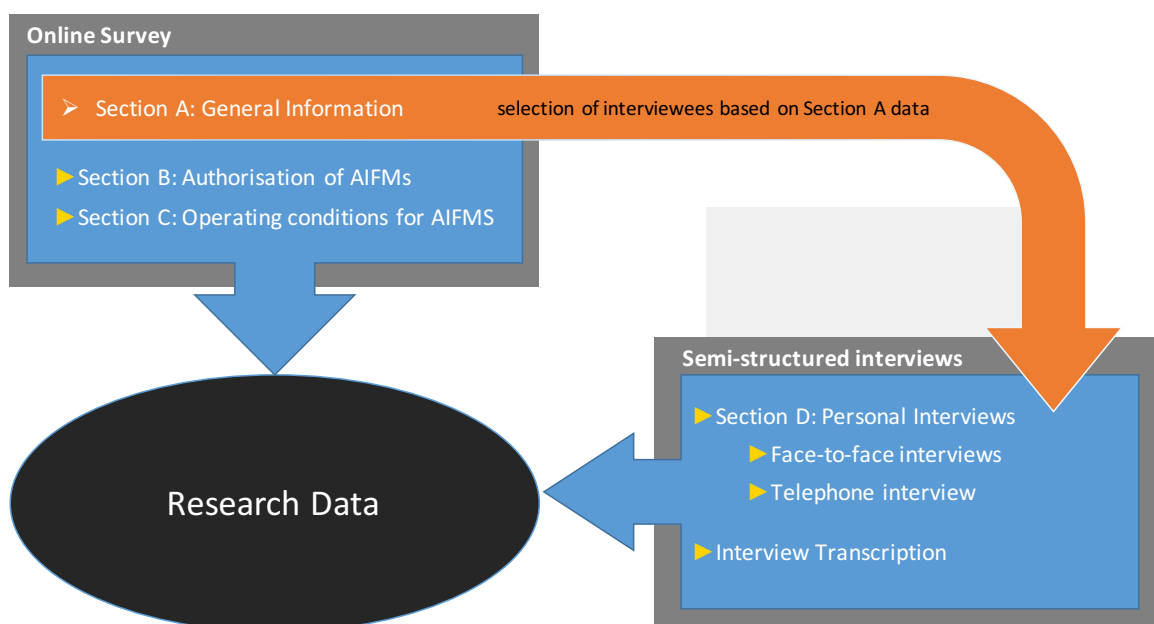 Online Survey
Section A: General Information
selection of interviewees based on Section A data
Section B: Authorisation of AIFMs
Section C: Operating conditions for AIFMS
Semi-structured interviews
Section D: Personal Interviews
Face-to-face interviews
Telephone interview
Interview Transcription
Research Data